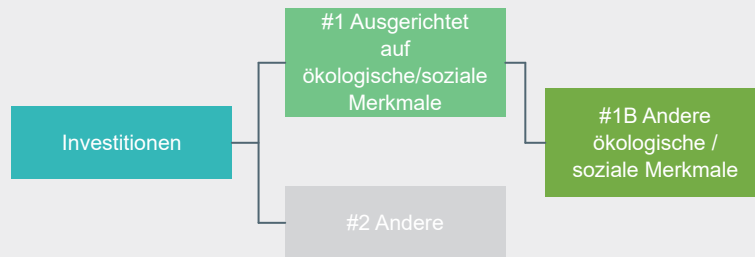 #1 Ausgerichtet
auf
ökologische/soziale
Merkmale
Investitionen
#1B Andere
ökologische /
soziale Merkmale
#2 Andere